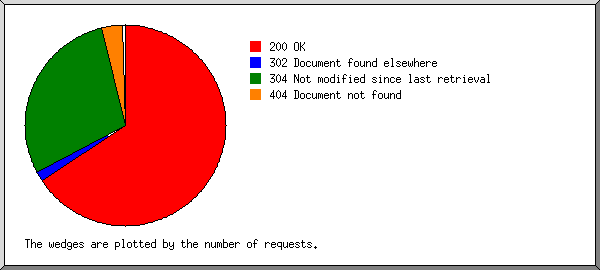 200 OK
302 Document found elsewhere
304 Not modified since last retrieval
404 Document not found
The wedges are plotted by the number of requests.